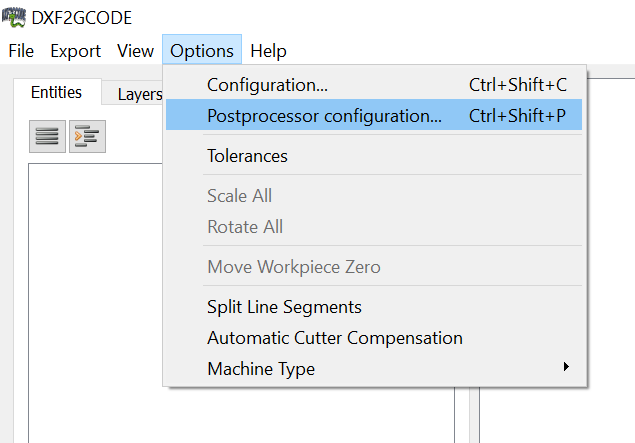 DXF2GCODE
File Export View Options Help
Entities Layers
Configuration... Ctrl+Shift+C
Postprocessor configuration... Ctrl+Shift+P
Tolerances
Scale All
Rotate All
Move Workpiece Zero
Split Line Segments
Automatic Cutter Compensation
Machine Type